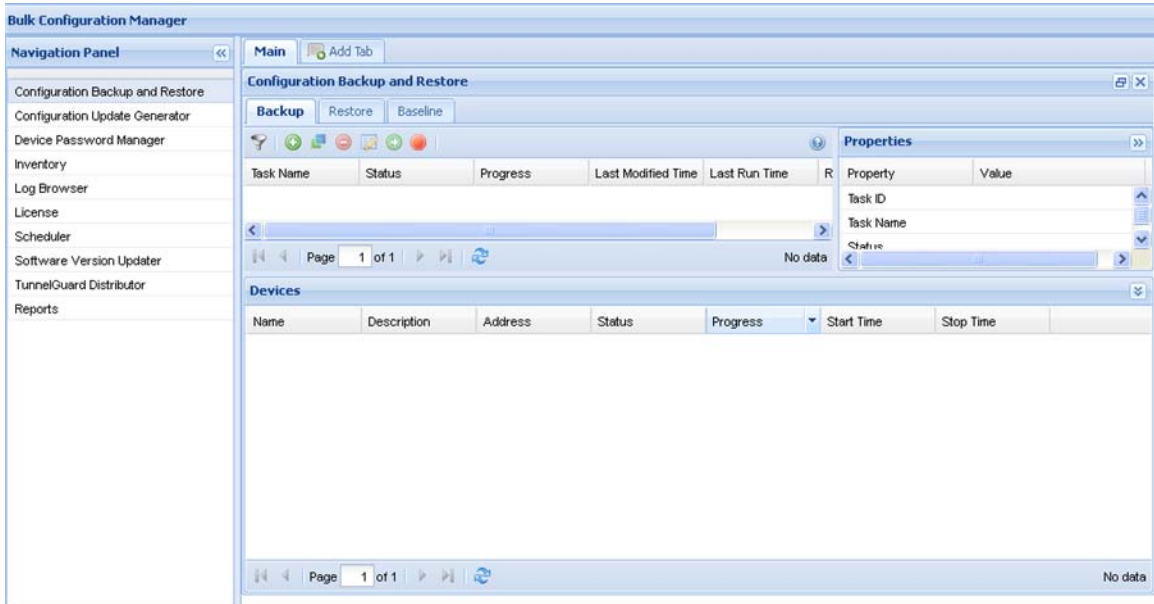 Bulk Configuration Manager
Navigation Panel
Configuration Backup and Restore
Configuration Update Generator
Device Password Manager
Inventory
Log Browser
License
Scheduler
Software Version Updater
TunnelGuard Distributor
Reports
Main Add Tab
Configuration Backup and Restore
Backup Restore Baseline
Task Name Status Progress Last Modified Time Last Run Time R
Page 1 of 1 No data
Properties
Property Value
Task ID
Task Name
Status
Devices
Name Description Address Status Progress Start Time Stop Time
Page 1 of 1 No data